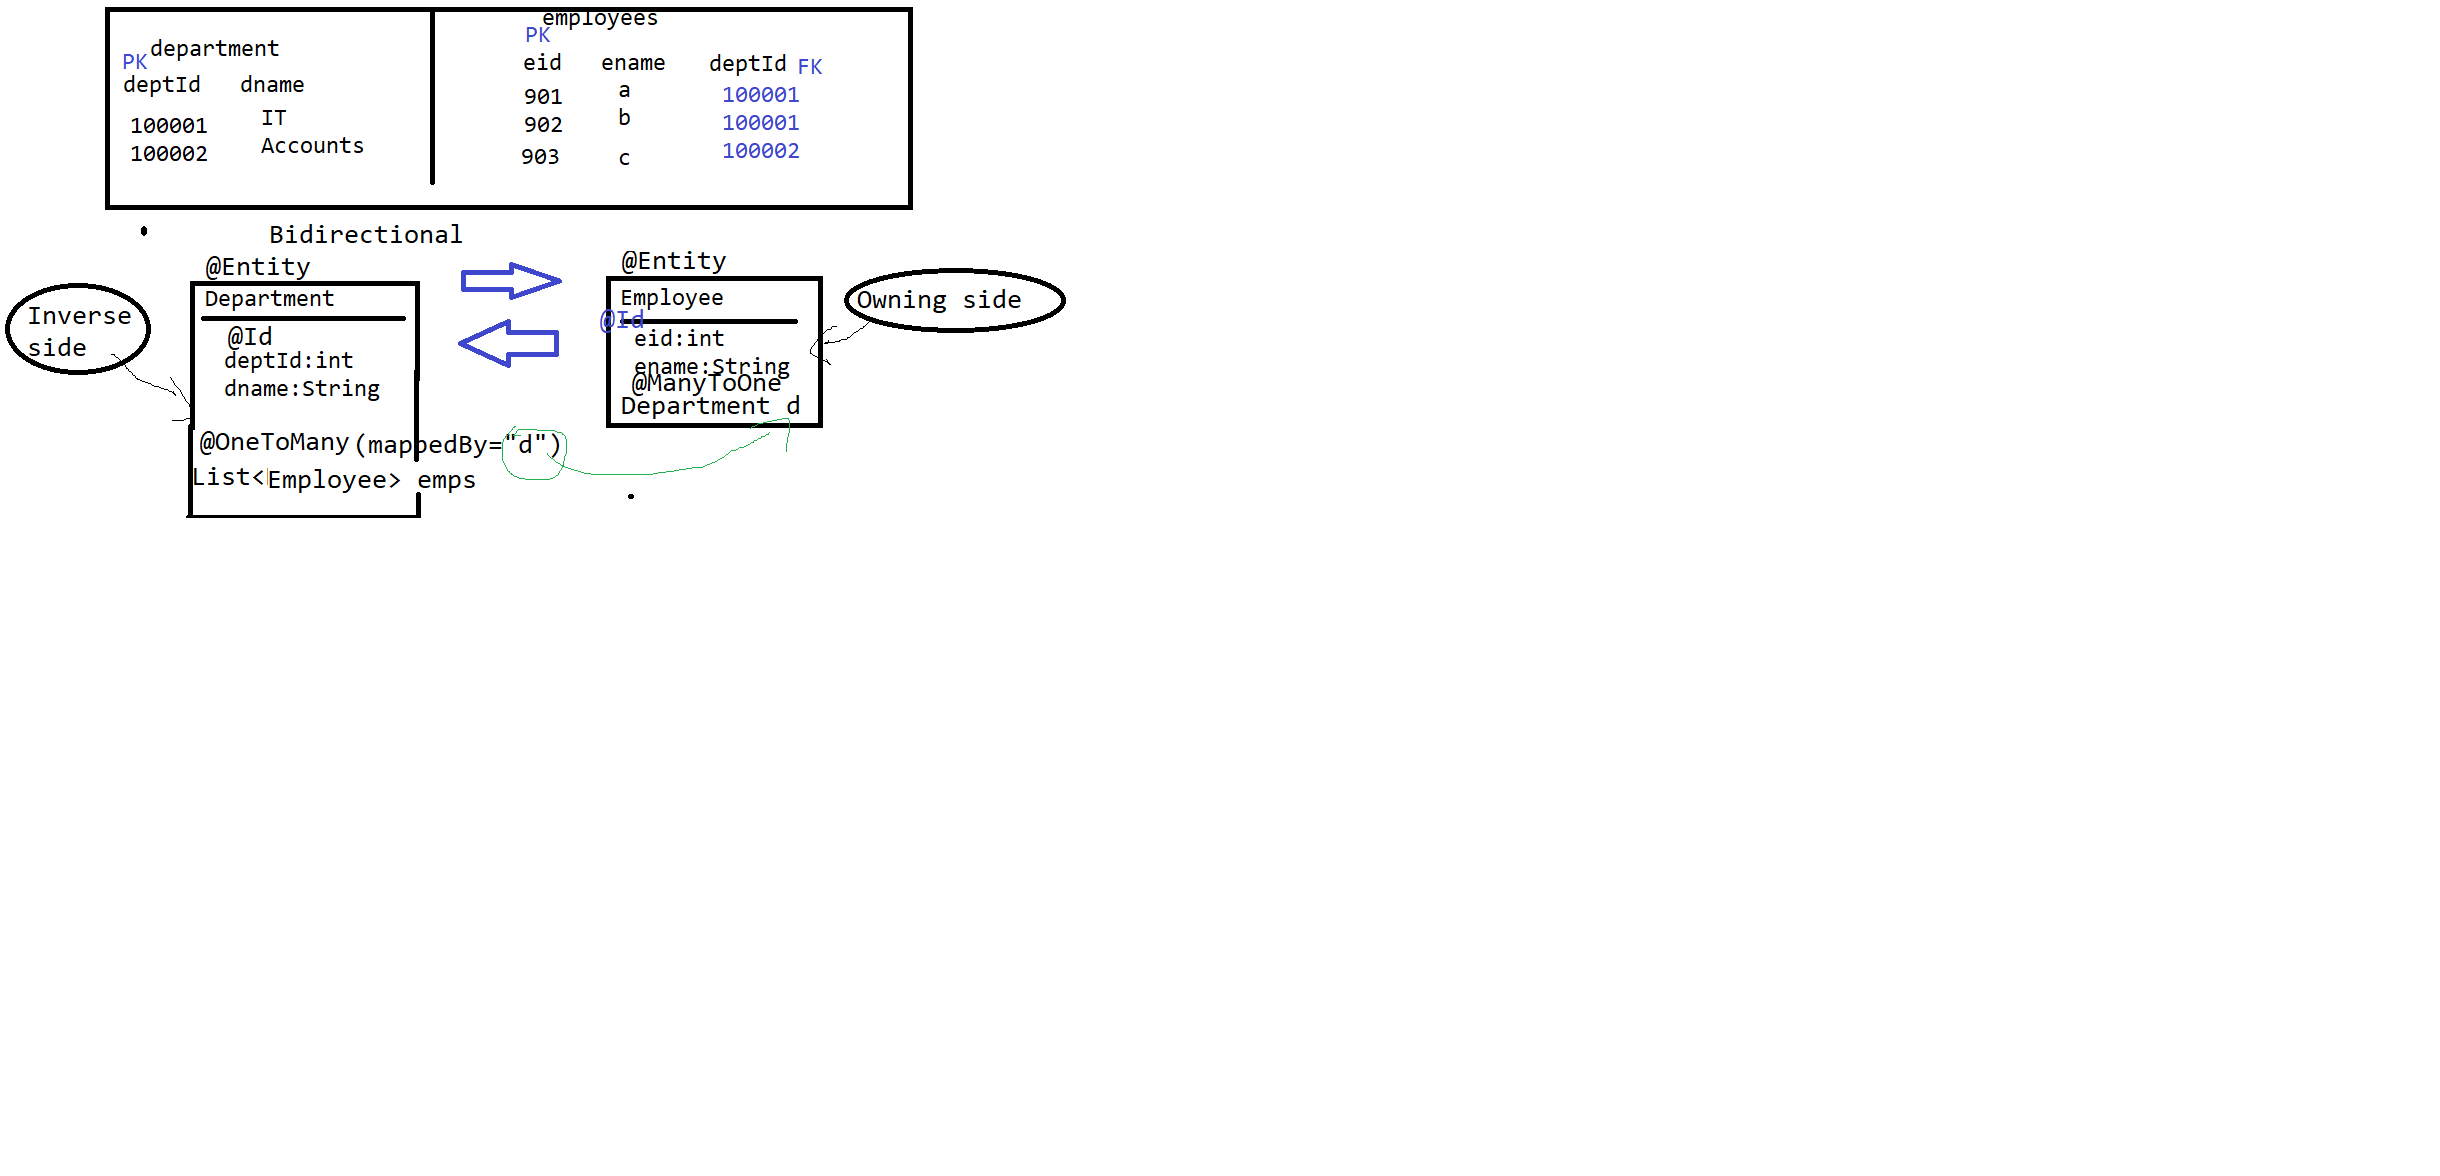 department
PK
deptId dname
100001 IT
100002 Accounts
employees
PK
eid ename deptId FK
901 a 100001
902 b 100001
903 c 100002
Bidirectional
@Entity
Department
@Id
deptId:int
dname:String
@OneToMany(mappedBy="d")
List<Employee> emps
Inverse
side
@Entity
Employee
@Id
eid:int
ename:String
@ManyToOne
Department d
Owning side